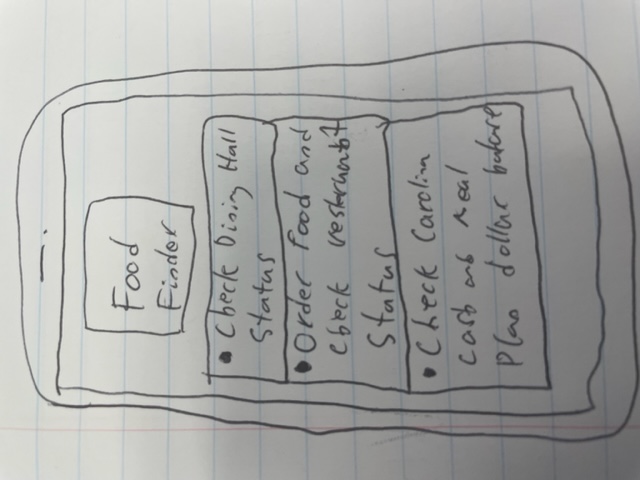 Food
Finder
• Check Dining Hall
Status
• Order Food and
check
Status
• Check Carolina
cash and meal
Plan dollar balance